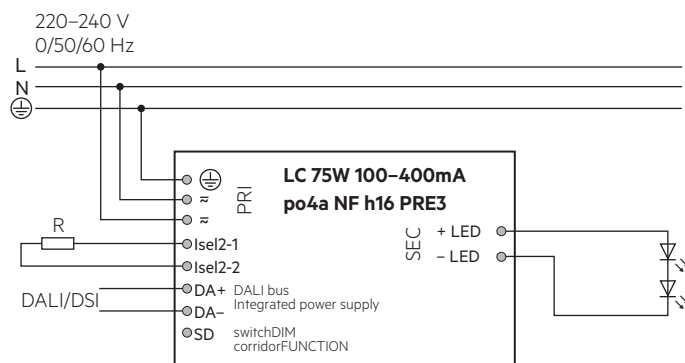 220–240 V
0/50/60 Hz
L
N
LC 75W 100–400mA
po4a NF h16 PRE3
PRI
≂
≂
R
Isel2-1
Isel2-2
SEC
+ LED
– LED
DALI/DSI
DA+ DALI bus
Integrated power supply
DA–
SD switchDIM
corridorFUNCTION